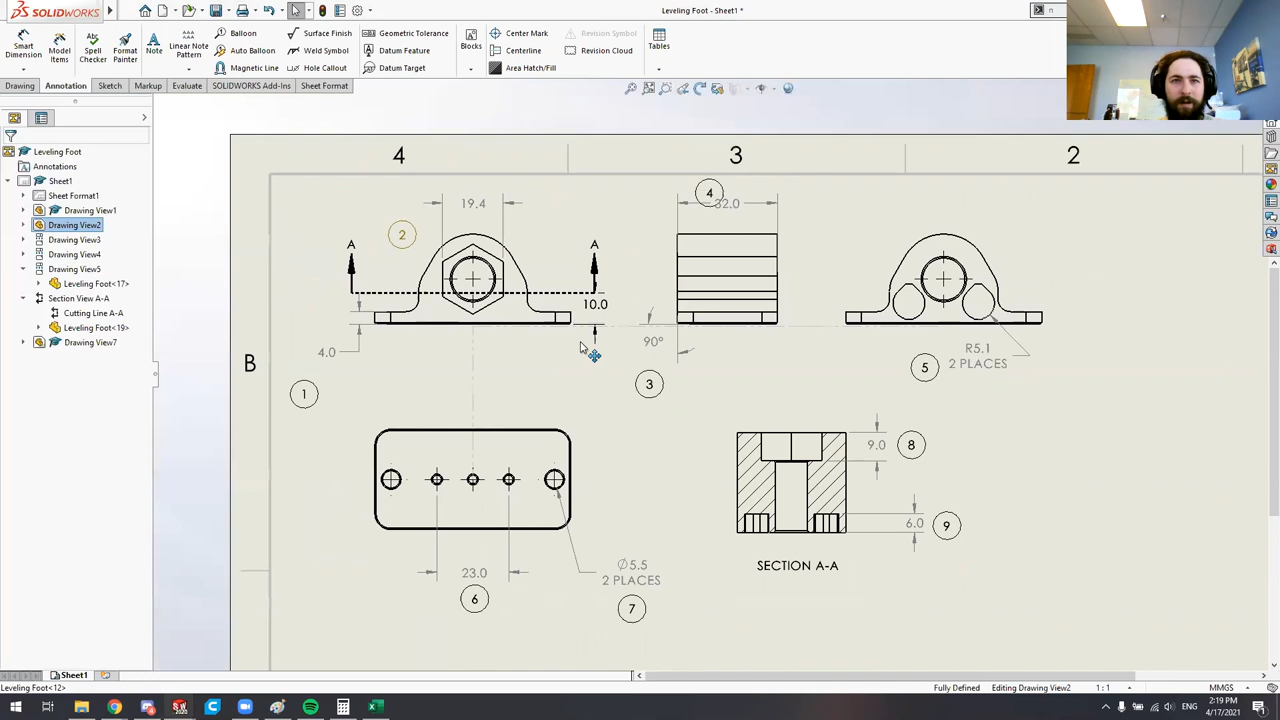 SOLIDWORKS
Leveling Foot - Sheet1 *
Smart Dimension
Model Items
Spell Checker
Format Painter
Note
Linear Note Pattern
Balloon
Auto Balloon
Magnetic Line
Surface Finish
Weld Symbol
Hole Callout
Geometric Tolerance
Datum Feature
Datum Target
Blocks
Center Mark
Centerline
Area Hatch/Fill
Revision Symbol
Revision Cloud
Tables
Drawing
Annotation
Sketch
Markup
Evaluate
SOLIDWORKS Add-Ins
Sheet Format
Leveling Foot
Annotations
Sheet1
Sheet Format1
Drawing View1
Drawing View2
Drawing View3
Drawing View4
Drawing View5
Leveling Foot<17>
Section View A-A
Cutting Line A-A
Leveling Foot<19>
Drawing View7
4
3
2
B
19.4
2
A
A
10.0
4.0
1
4
32.0
90°
3
R5.1
2 PLACES
5
23.0
6
∅5.5
2 PLACES
7
9.0
8
6.0
9
SECTION A-A
Sheet1
Leveling Foot<12>
Fully Defined
Editing Drawing View2
1 : 1
MMGS
ENG
2:19 PM
4/17/2021